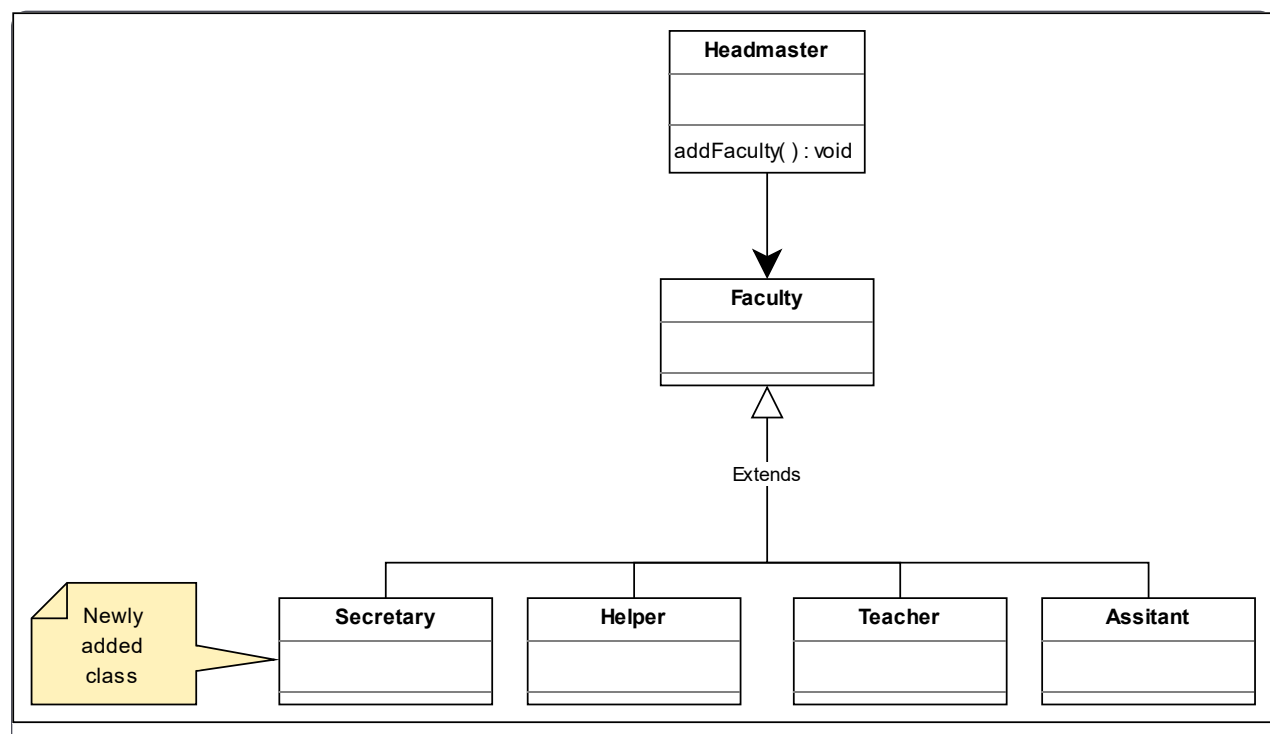 Headmaster
addFaculty( ) : void
Faculty
Extends
Newly
added
class
Secretary
Helper
Teacher
Assitant